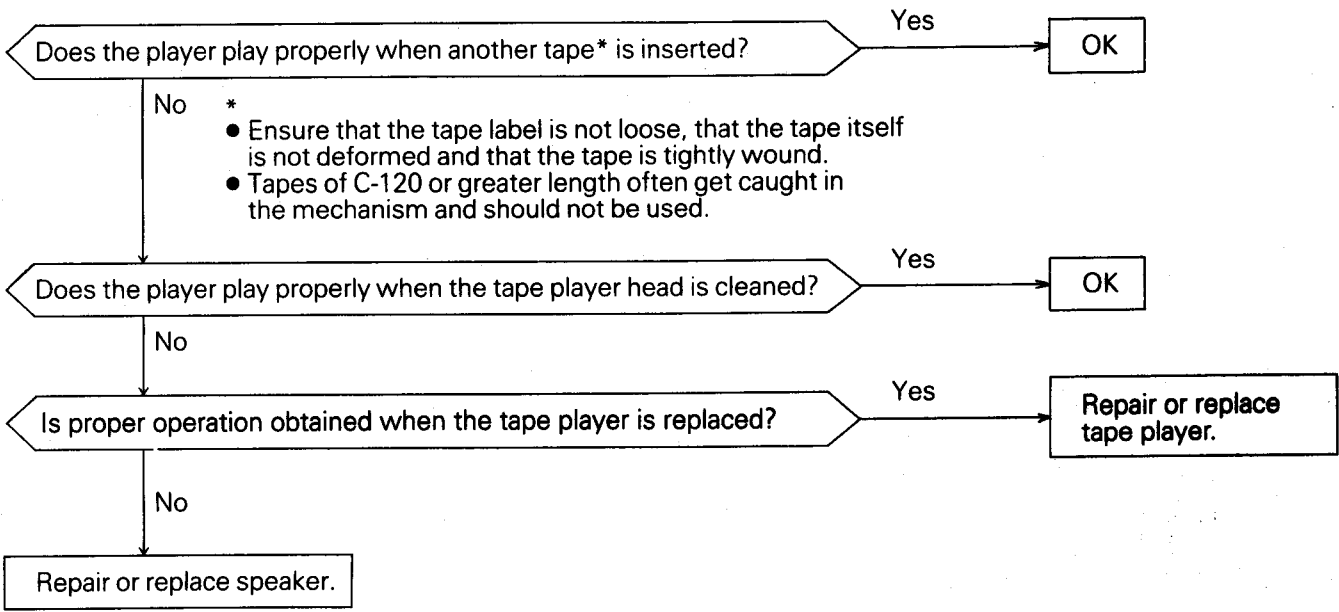 Does the player play properly when another tape* is inserted?
Yes
OK
No
*
● Ensure that the tape label is not loose, that the tape itself
is not deformed and that the tape is tightly wound.
● Tapes of C-120 or greater length often get caught in
the mechanism and should not be used.
Does the player play properly when the tape player head is cleaned?
Yes
OK
No
Is proper operation obtained when the tape player is replaced?
Yes
Repair or replace
tape player.
No
Repair or replace speaker.